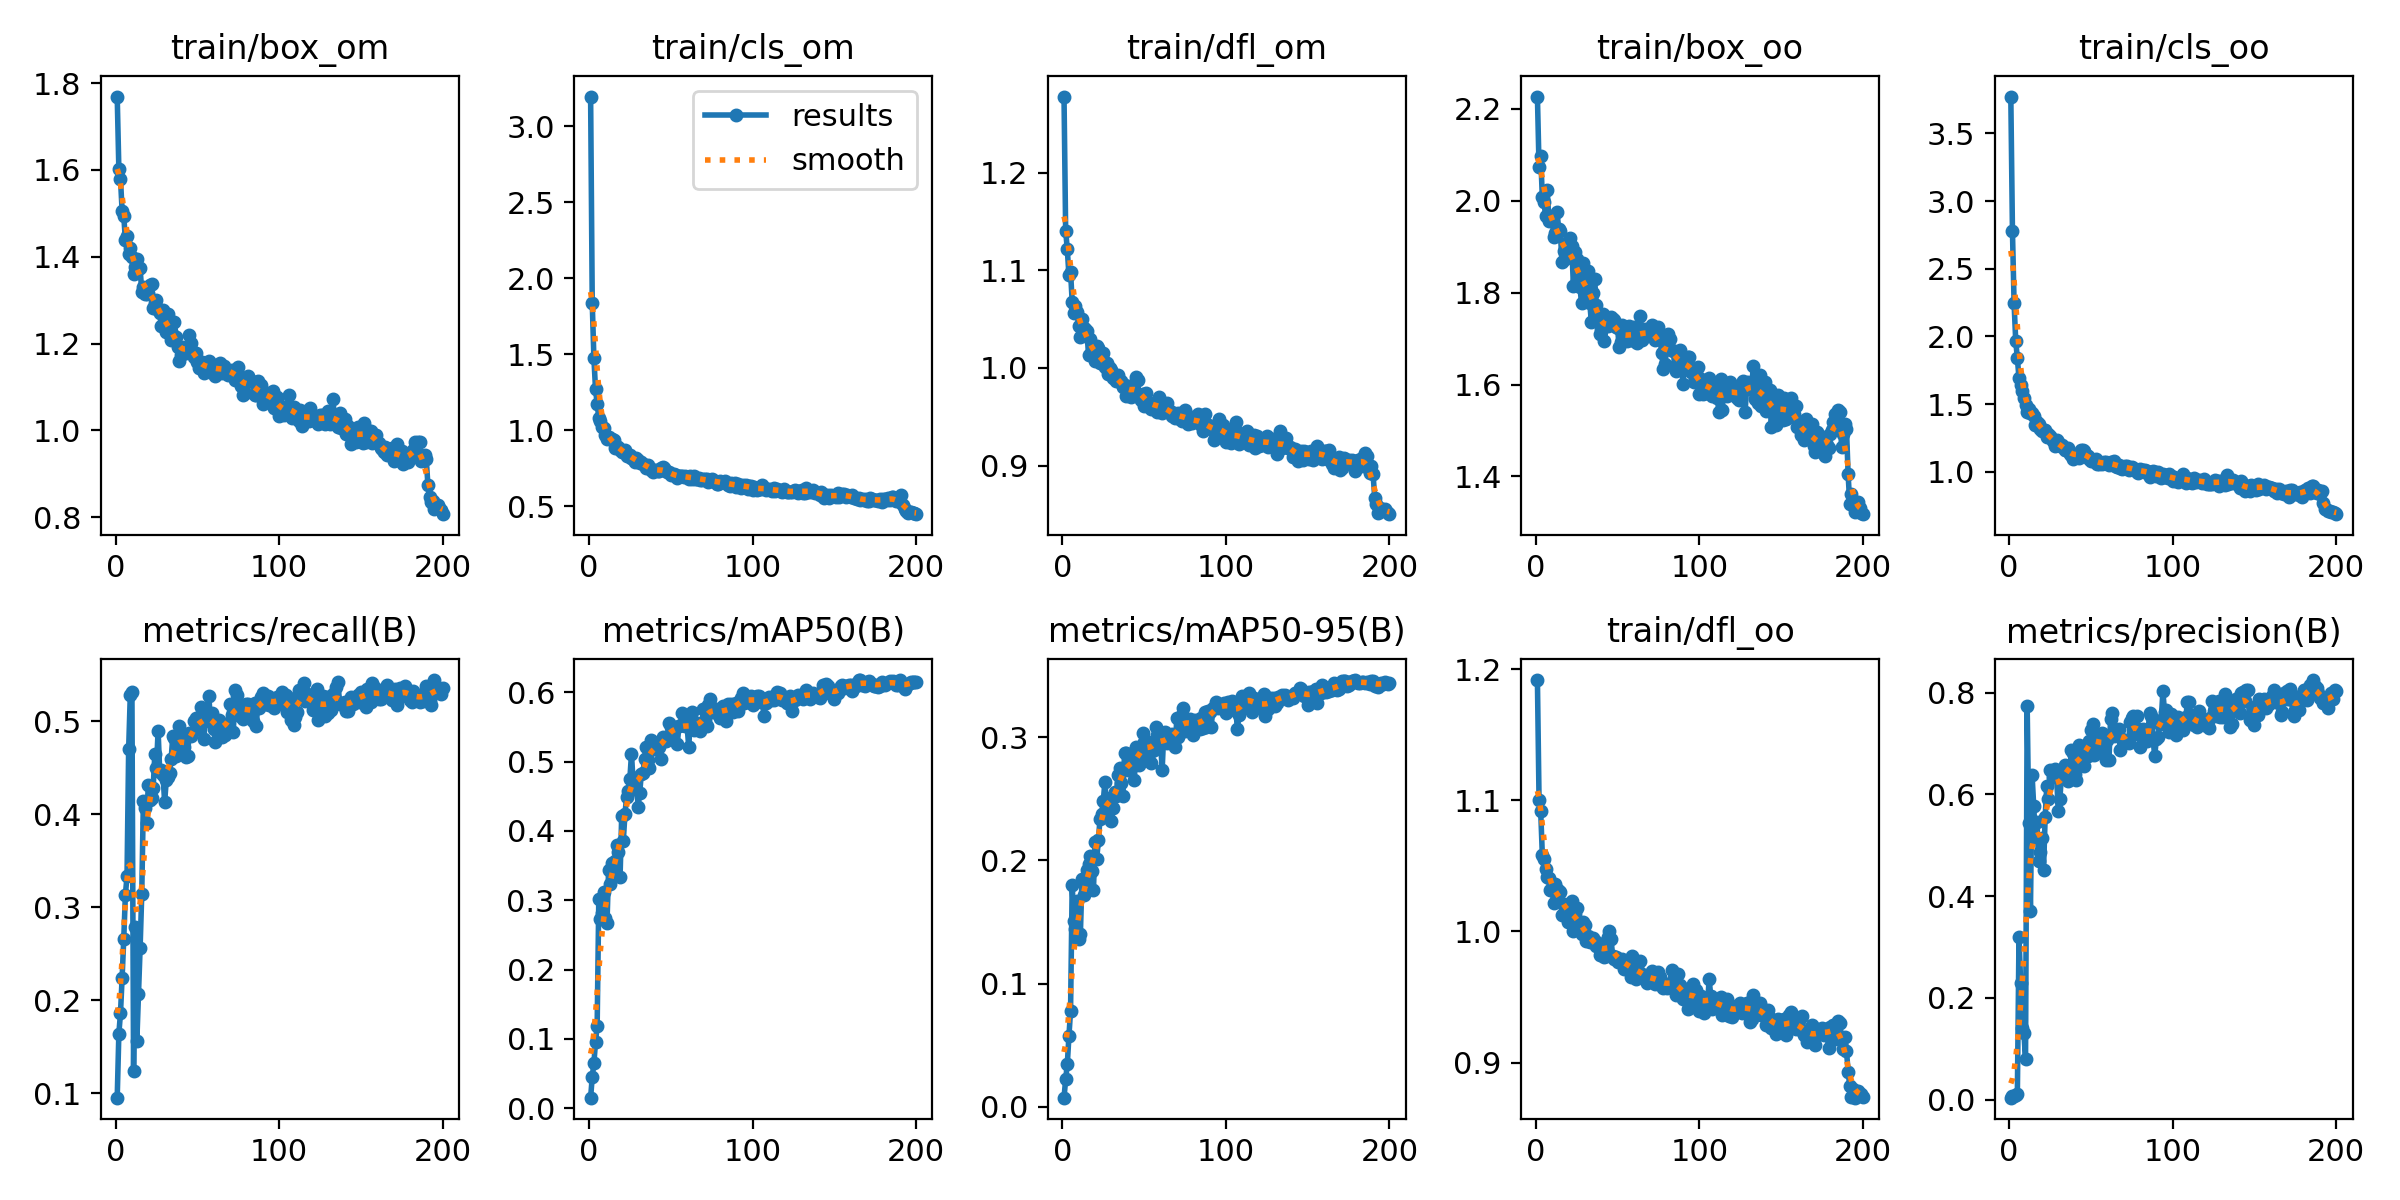 train/box_om
1.8
1.6
1.4
1.2
1.0
0.8
0 100 200
train/cls_om
results
smooth
3.0
2.5
2.0
1.5
1.0
0.5
0 100 200
train/dfl_om
1.2
1.1
1.0
0.9
0 100 200
train/box_oo
2.2
2.0
1.8
1.6
1.4
0 100 200
train/cls_oo
3.5
3.0
2.5
2.0
1.5
1.0
0 100 200
metrics/recall(B)
0.5
0.4
0.3
0.2
0.1
0 100 200
metrics/mAP50(B)
0.6
0.5
0.4
0.3
0.2
0.1
0.0
0 100 200
metrics/mAP50-95(B)
0.3
0.2
0.1
0.0
0 100 200
train/dfl_oo
1.2
1.1
1.0
0.9
0 100 200
metrics/precision(B)
0.8
0.6
0.4
0.2
0.0
0 100 200